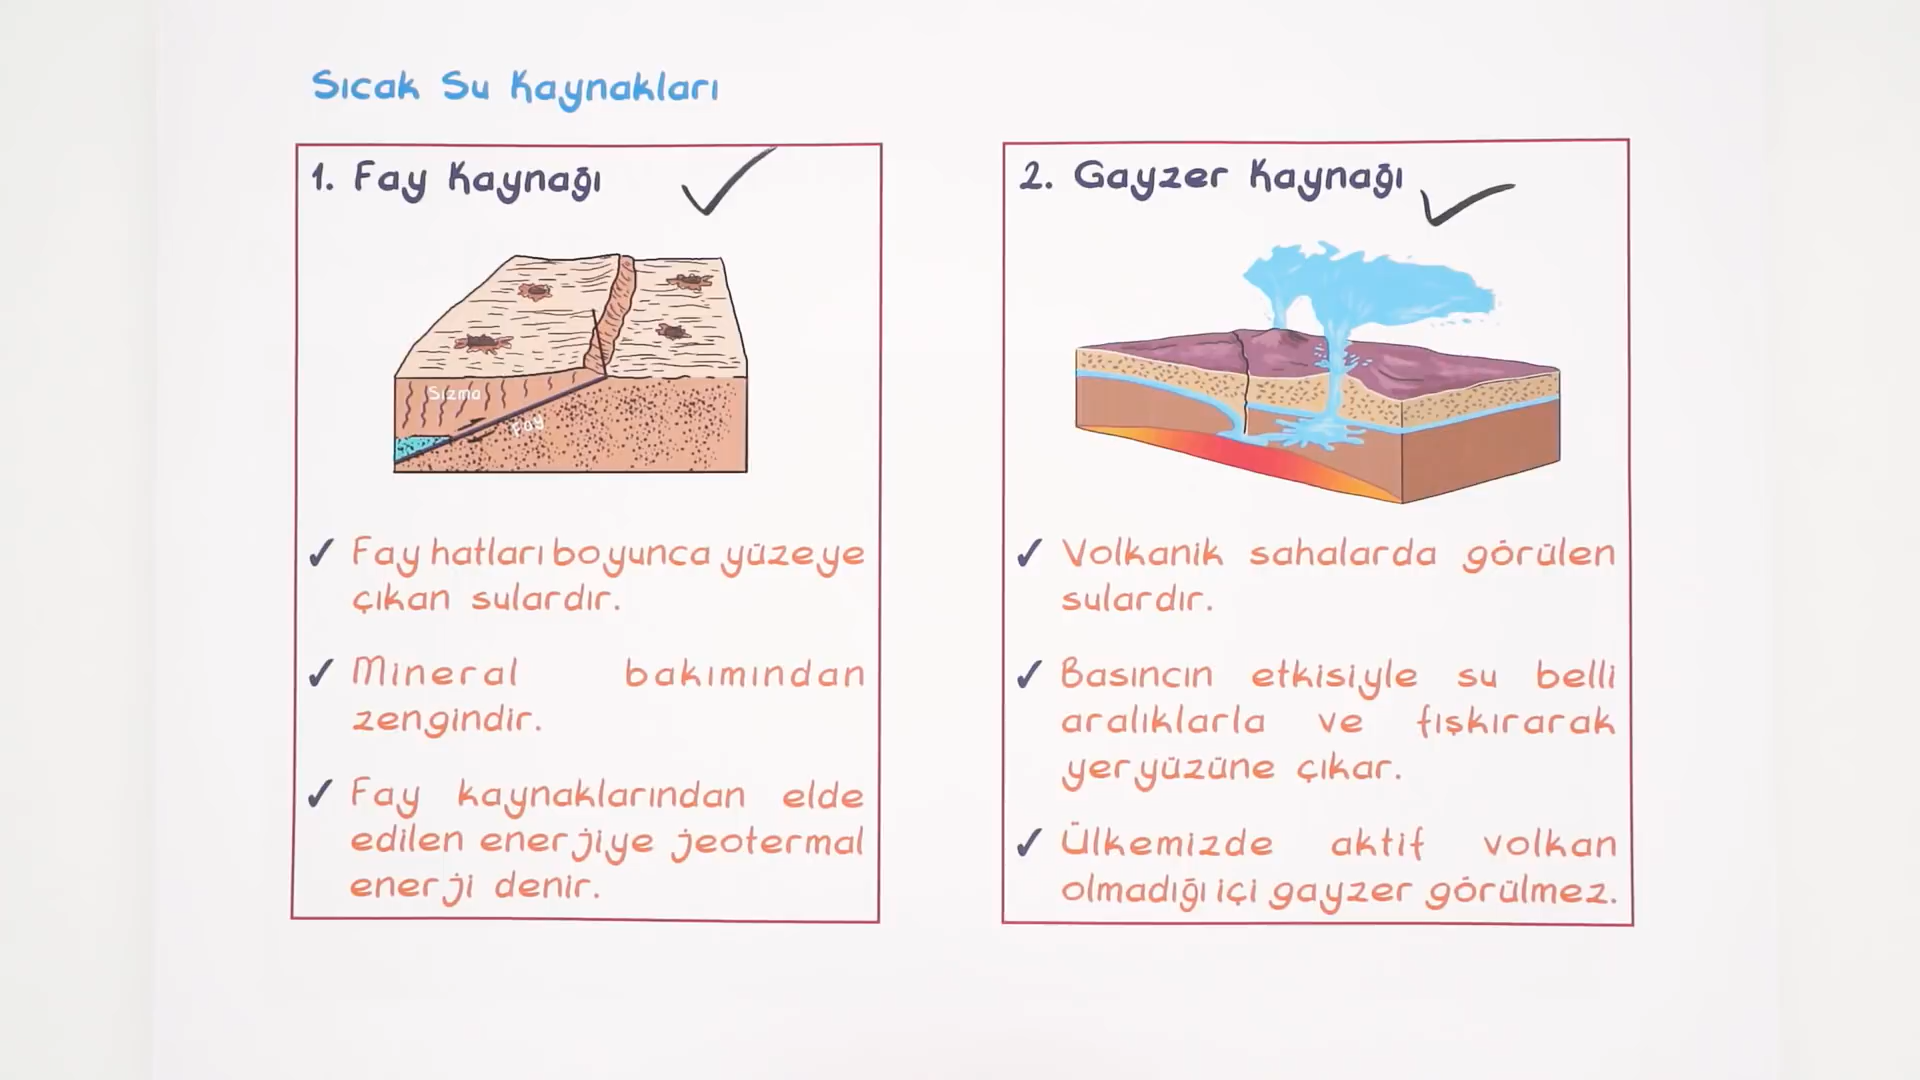 Sıcak Su Kaynakları
1. Fay Kaynağı
Sızma
Fay
✓ Fay hatları boyunca yüzeye
çıkan sulardır.
✓ Mineral bakımından
zengindir.
✓ Fay kaynaklarından elde
edilen enerjiye jeotermal
enerji denir.
2. Gayzer Kaynağı
✓ Volkanik sahalarda görülen
sulardır.
✓ Basıncın etkisiyle su belli
aralıklarla ve fışkırarak
yeryüzüne çıkar.
✓ Ülkemizde aktif volkan
olmadığı içi gayzer görülmez.